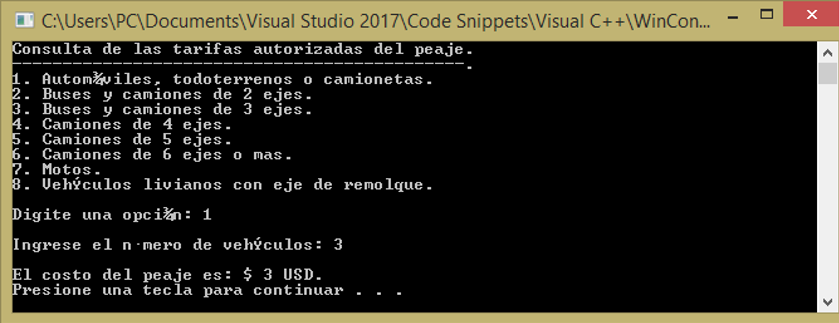 C:\Users\PC\Documents\Visual Studio 2017\Code Snippets\Visual C++\WinCon...
Consulta de las tarifas autorizadas del peaje.
----------------------------------------------.
1. Autom¾viles, todoterrenos o camionetas.
2. Buses y camiones de 2 ejes.
3. Buses y camiones de 3 ejes.
4. Camiones de 4 ejes.
5. Camiones de 5 ejes.
6. Camiones de 6 ejes o mas.
7. Motos.
8. Vehýculos livianos con eje de remolque.
Digite una opci¾n: 1
Ingrese el n·mero de vehýculos: 3
El costo del peaje es: $ 3 USD.
Presione una tecla para continuar . . .